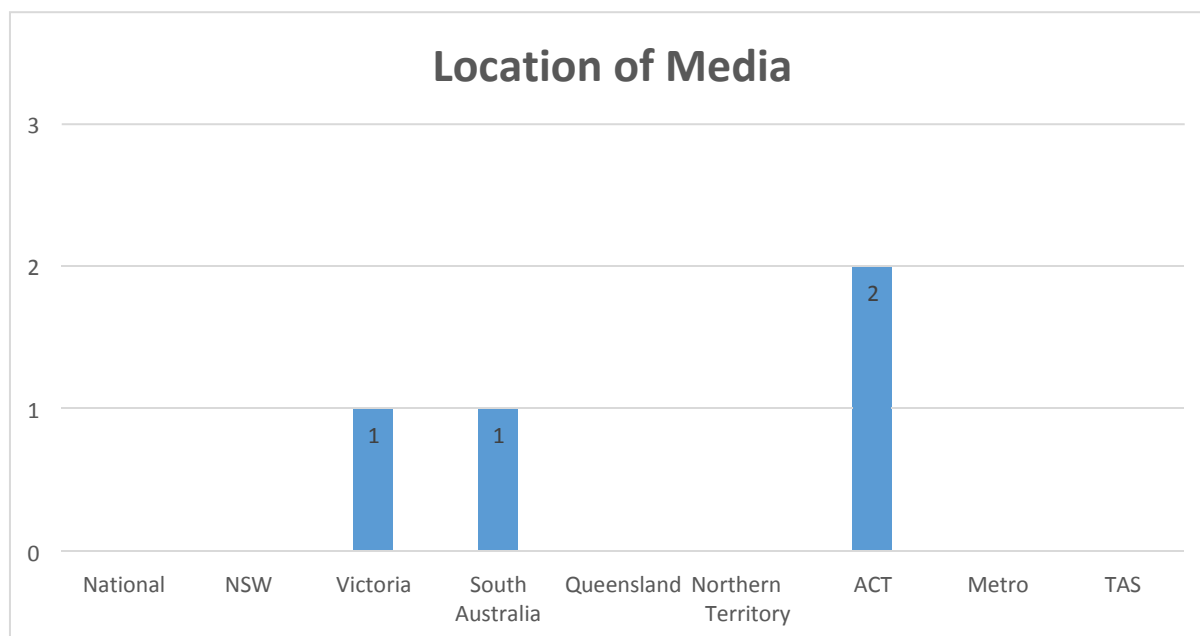 Location of Media
3
2
1
0
2
1
1
National
NSW
Victoria
South
Australia
Queensland
Northern
Territory
ACT
Metro
TAS